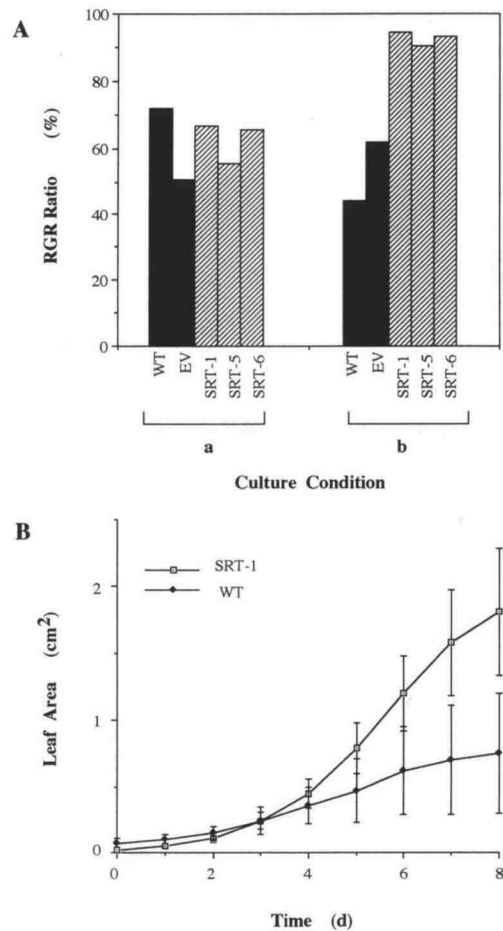 A
RGR Ratio (%)
100
80
60
40
20
0
WT
EV
SRT-1
SRT-5
SRT-6
WT
EV
SRT-1
SRT-5
SRT-6
a
b
Culture Condition
B
SRT-1
WT
Leaf Area (cm2)
2
1
0
0
2
4
6
8
Time (d)